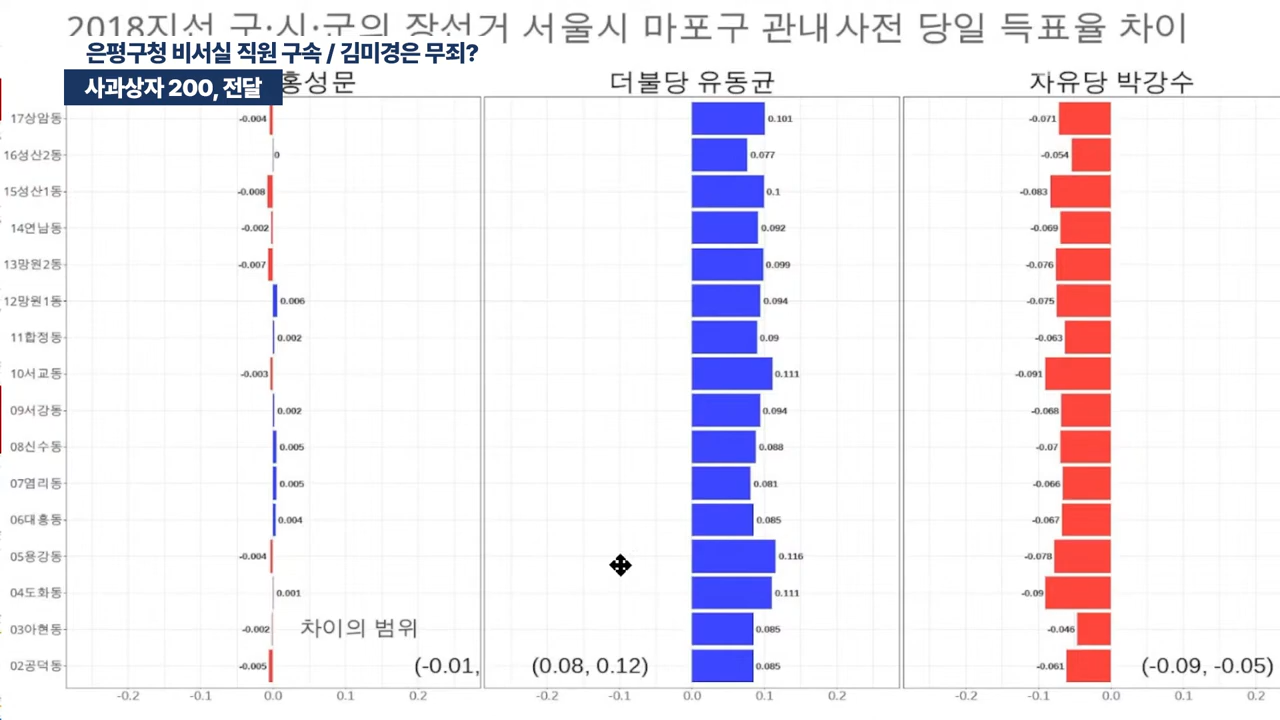 2018지선 구·시·군의 장선거 서울시 마포구 관내사전 당일 득표율 차이
은평구청 비서실 직원 구속 / 김미경은 무죄?
사과상자 200, 전달
홍성문
더불당 유동균
자유당 박강수
17상암동 -0.004 0.101 -0.071
16성산2동 0 0.077 -0.054
15성산1동 -0.008 0.1 -0.083
14연남동 -0.002 0.092 -0.069
13망원2동 -0.007 0.099 -0.076
12망원1동 0.006 0.094 -0.075
11합정동 0.002 0.09 -0.063
10서교동 -0.003 0.111 -0.091
09서강동 0.002 0.094 -0.068
08신수동 0.005 0.088 -0.07
07염리동 0.005 0.081 -0.066
06대흥동 0.004 0.085 -0.067
05용강동 -0.004 0.116 -0.078
04도화동 0.001 0.111 -0.09
03아현동 -0.002 차이의 범위 0.085 -0.046
02공덕동 -0.005 (-0.01, (0.08, 0.12) 0.085 -0.061 (-0.09, -0.05)
-0.2 -0.1 0.0 0.1 0.2 -0.2 -0.1 0.0 0.1 0.2 -0.2 -0.1 0.0 0.1 0.2